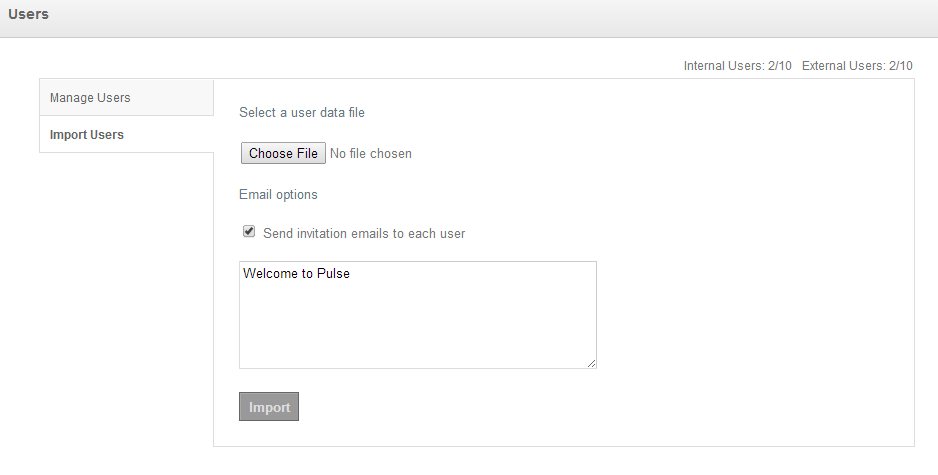 Users
Internal Users: 2/10 External Users: 2/10
Manage Users
Import Users
Select a user data file
Choose File No file chosen
Email options
Send invitation emails to each user
Welcome to Pulse
Import